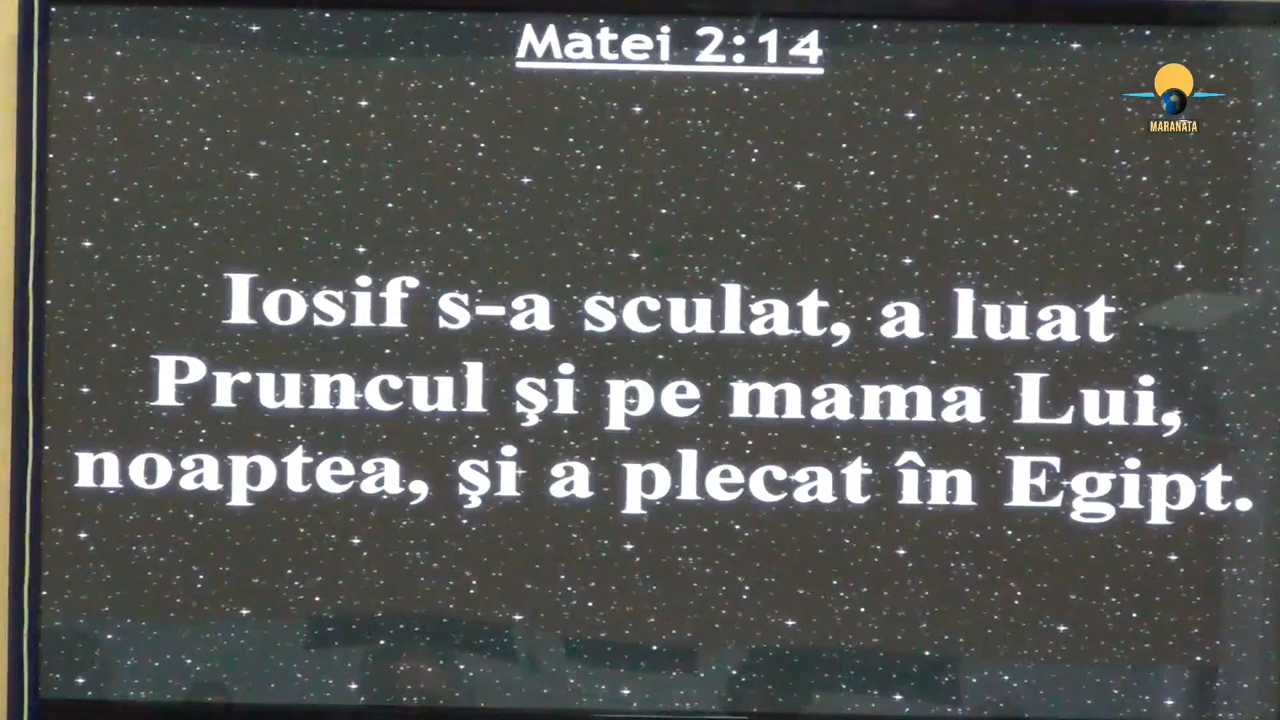 Matei 2:14
MARANATA
Iosif s-a sculat, a luat
Pruncul şi pe mama Lui,
noaptea, şi a plecat în Egipt.